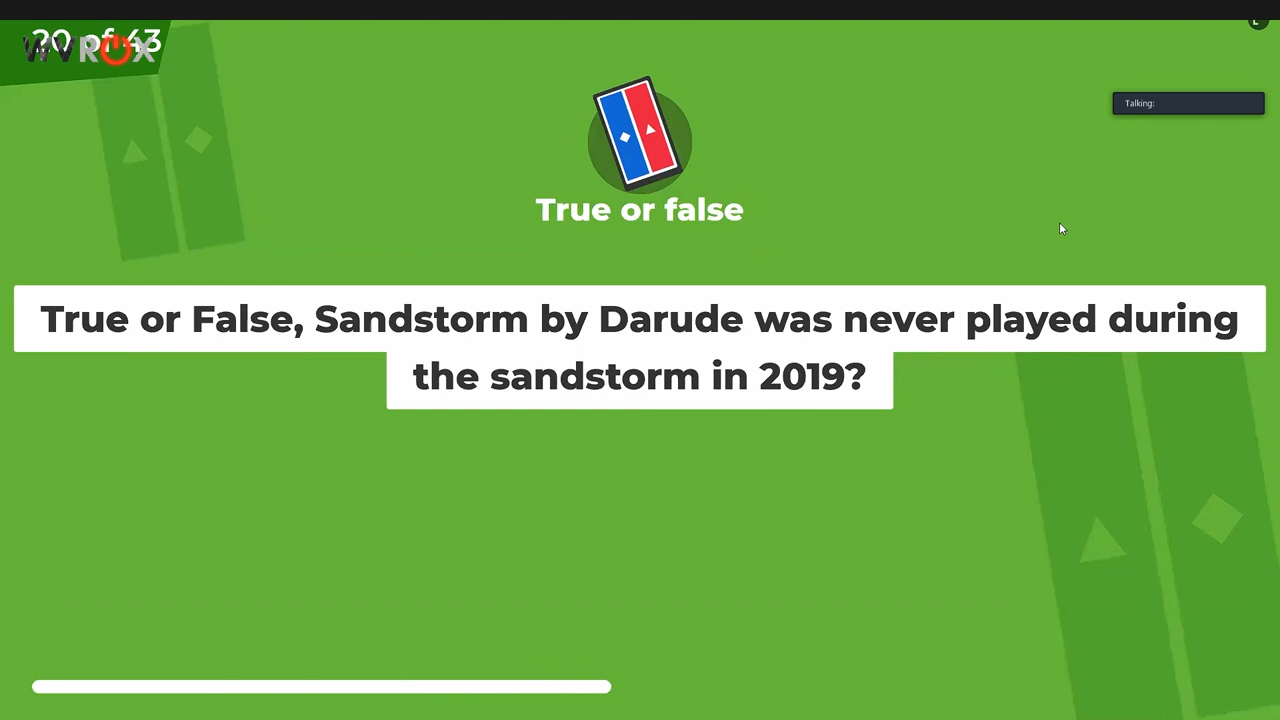 20 of 43
WVROX
L
Talking:
True or false
True or False, Sandstorm by Darude was never played during
the sandstorm in 2019?